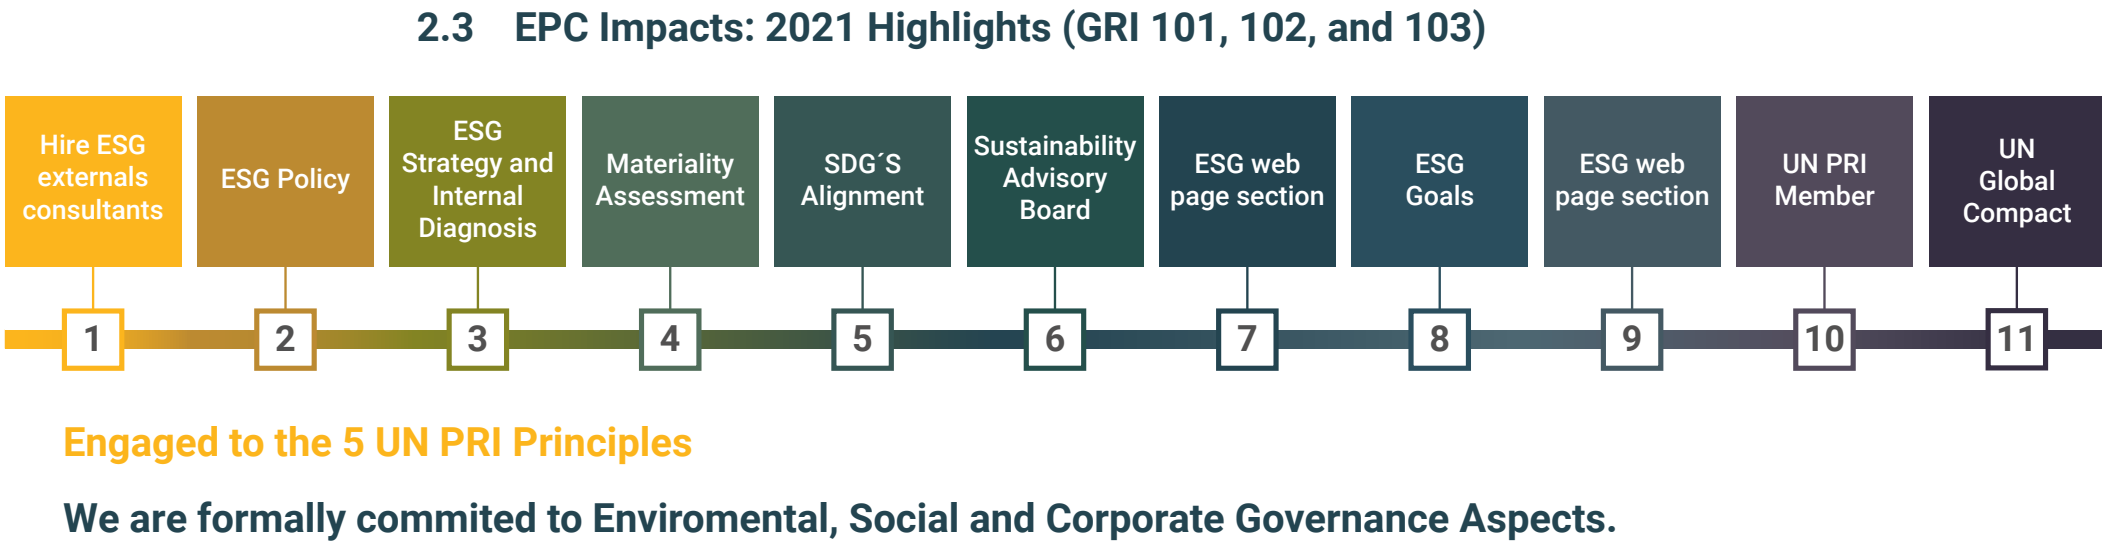 2.3 EPC Impacts: 2021 Highlights (GRI 101, 102, and 103)
Hire ESG
externals
consultants
ESG Policy
ESG
Strategy and
Internal
Diagnosis
Materiality
Assessment
SDG´S
Alignment
Sustainability
Advisory
Board
ESG web
page section
ESG
Goals
ESG web
page section
UN PRI
Member
UN
Global
Compact
1
2
3
4
5
6
7
8
9
10
11
Engaged to the 5 UN PRI Principles
We are formally commited to Enviromental, Social and Corporate Governance Aspects.